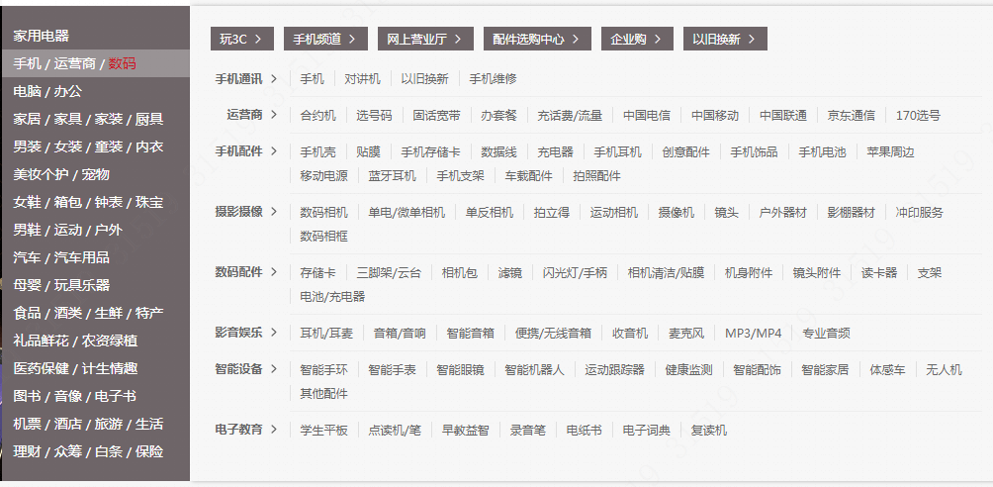 家用电器
手机 / 运营商 / 数码
电脑 / 办公
家居 / 家具 / 家装 / 厨具
男装 / 女装 / 童装 / 内衣
美妆个护 / 宠物
女鞋 / 箱包 / 钟表 / 珠宝
男鞋 / 运动 / 户外
汽车 / 汽车用品
母婴 / 玩具乐器
食品 / 酒类 / 生鲜 / 特产
礼品鲜花 / 农资绿植
医药保健 / 计生情趣
图书 / 音像 / 电子书
机票 / 酒店 / 旅游 / 生活
理财 / 众筹 / 白条 / 保险
玩3C > 手机频道 > 网上营业厅 > 配件选购中心 > 企业购 > 以旧换新 >
手机通讯 > 手机 对讲机 以旧换新 手机维修
运营商 > 合约机 选号码 固话宽带 办套餐 充话费/流量 中国电信 中国移动 中国联通 京东通信 170选号
手机配件 > 手机壳 贴膜 手机存储卡 数据线 充电器 手机耳机 创意配件 手机饰品 手机电池 苹果周边
移动电源 蓝牙耳机 手机支架 车载配件 拍照配件
摄影摄像 > 数码相机 单电/微单相机 单反相机 拍立得 运动相机 摄像机 镜头 户外器材 影棚器材 冲印服务
数码相框
数码配件 > 存储卡 三脚架/云台 相机包 滤镜 闪光灯/手柄 相机清洁/贴膜 机身附件 镜头附件 读卡器 支架
电池/充电器
影音娱乐 > 耳机/耳麦 音箱/音响 智能音箱 便携/无线音箱 收音机 麦克风 MP3/MP4 专业音频
智能设备 > 智能手环 智能手表 智能眼镜 智能机器人 运动跟踪器 健康监测 智能配饰 智能家居 体感车 无人机
其他配件
电子教育 > 学生平板 点读机/笔 早教益智 录音笔 电纸书 电子词典 复读机